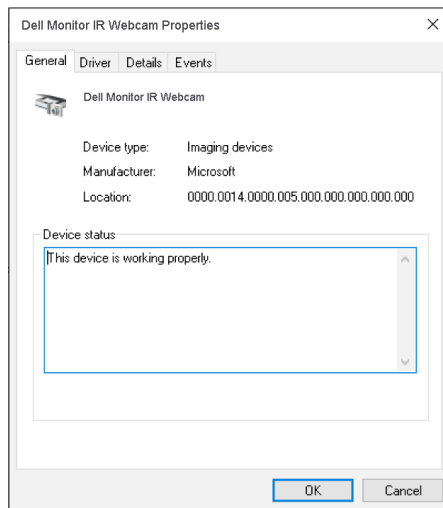 Dell Monitor IR Webcam Properties
General Driver Details Events
Dell Monitor IR Webcam
Device type: Imaging devices
Manufacturer: Microsoft
Location: 0000.0014.0000.005.000.000.000.000.000
Device status
This device is working properly.
OK Cancel